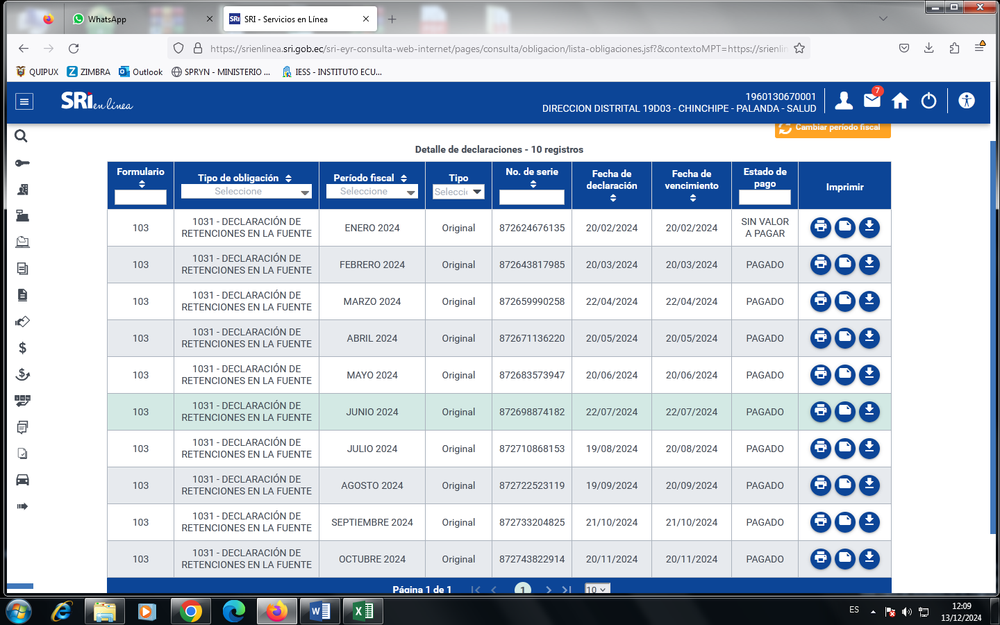 WhatsApp
SRI - Servicios en Línea
https://srienlinea.sri.gob.ec/sri-eyr-consulta-web-internet/pages/consulta/obligacion/lista-obligaciones.jsf?&contextoMPT=https://srienlin
QUIPUX ZIMBRA Outlook SPRYN - MINISTERIO ... IESS - INSTITUTO ECU...
SRi en línea
1960130670001
DIRECCION DISTRITAL 19D03 - CHINCHIPE - PALANDA - SALUD
7
Cambiar período fiscal
Detalle de declaraciones - 10 registros
Formulario Tipo de obligación Período fiscal Tipo No. de serie Fecha de declaración Fecha de vencimiento Estado de pago Imprimir
Seleccione Seleccione Selecci
103 1031 - DECLARACIÓN DE RETENCIONES EN LA FUENTE ENERO 2024 Original 872624676135 20/02/2024 20/02/2024 SIN VALOR A PAGAR
103 1031 - DECLARACIÓN DE RETENCIONES EN LA FUENTE FEBRERO 2024 Original 872643817985 20/03/2024 20/03/2024 PAGADO
103 1031 - DECLARACIÓN DE RETENCIONES EN LA FUENTE MARZO 2024 Original 872659990258 22/04/2024 22/04/2024 PAGADO
103 1031 - DECLARACIÓN DE RETENCIONES EN LA FUENTE ABRIL 2024 Original 872671136220 20/05/2024 20/05/2024 PAGADO
103 1031 - DECLARACIÓN DE RETENCIONES EN LA FUENTE MAYO 2024 Original 872683573947 20/06/2024 20/06/2024 PAGADO
103 1031 - DECLARACIÓN DE RETENCIONES EN LA FUENTE JUNIO 2024 Original 872698874182 22/07/2024 22/07/2024 PAGADO
103 1031 - DECLARACIÓN DE RETENCIONES EN LA FUENTE JULIO 2024 Original 872710868153 19/08/2024 20/08/2024 PAGADO
103 1031 - DECLARACIÓN DE RETENCIONES EN LA FUENTE AGOSTO 2024 Original 872722523119 19/09/2024 20/09/2024 PAGADO
103 1031 - DECLARACIÓN DE RETENCIONES EN LA FUENTE SEPTIEMBRE 2024 Original 872733204825 21/10/2024 21/10/2024 PAGADO
103 1031 - DECLARACIÓN DE RETENCIONES EN LA FUENTE OCTUBRE 2024 Original 872743822914 20/11/2024 20/11/2024 PAGADO
Página 1 de 1 1 10
ES 12:09
13/12/2024